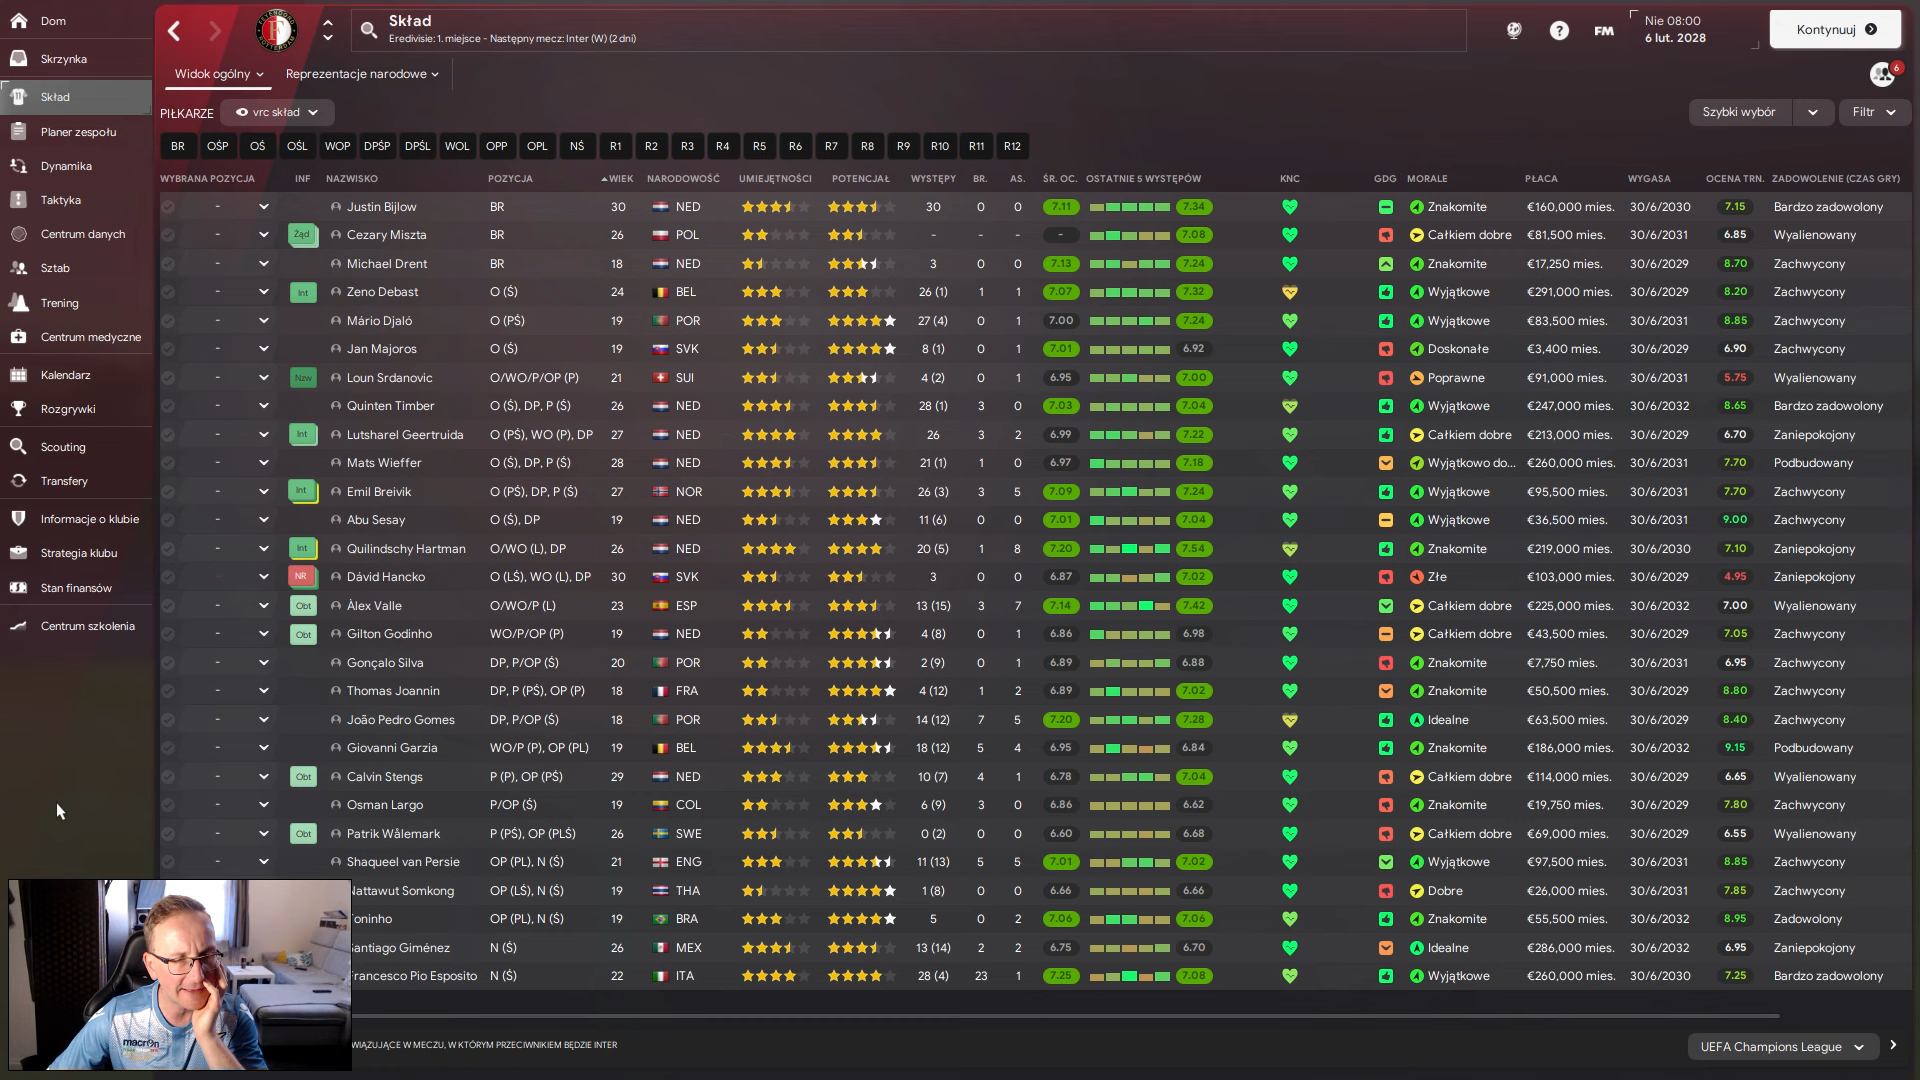 Dom
Skrzynka
Skład
Planer zespołu
Dynamika
Taktyka
Centrum danych
Sztab
Trening
Centrum medyczne
Kalendarz
Rozgrywki
Scouting
Transfery
Informacje o klubie
Strategia klubu
Stan finansów
Centrum szkolenia
Skład
Eredivisie: 1. miejsce - Następny mecz: Inter (W) (2 dni)
FM
Nie 08:00
6 lut. 2028
Kontynuuj
Widok ogólny Reprezentacje narodowe
6
PIŁKARZE vrc skład Szybki wybór Filtr
BR OŚP OŚ OŚL WOP DPŚP DPŚL WOL OPP OPL NŚ R1 R2 R3 R4 R5 R6 R7 R8 R9 R10 R11 R12
WYBRANA POZYCJA INF NAZWISKO POZYCJA WIEK NARODOWOŚĆ UMIEJĘTNOŚCI POTENCJAŁ WYSTĘPY BR. AS. ŚR. OC. OSTATNIE 5 WYSTĘPÓW KNC GDG MORALE PŁACA WYGASA OCENA TRN. ZADOWOLENIE (CZAS GRY)
- Justin Bijlow BR 30 NED 30 0 0 7.11 7.34 Znakomite €160,000 mies. 30/6/2030 7.15 Bardzo zadowolony
- Żąd Cezary Miszta BR 26 POL - - - - 7.08 Całkiem dobre €81,500 mies. 30/6/2031 6.85 Wyalienowany
- Michael Drent BR 18 NED 3 0 0 7.13 7.24 Znakomite €17,250 mies. 30/6/2029 8.70 Zachwycony
- Int Zeno Debast O (Ś) 24 BEL 26 (1) 1 1 7.07 7.32 Wyjątkowe €291,000 mies. 30/6/2029 8.20 Zachwycony
- Mário Djaló O (PŚ) 19 POR 27 (4) 0 1 7.00 7.24 Wyjątkowe €83,500 mies. 30/6/2031 8.85 Zachwycony
- Jan Majoros O (Ś) 19 SVK 8 (1) 0 1 7.01 6.92 Doskonałe €3,400 mies. 30/6/2029 6.90 Zachwycony
- Nzw Loun Srdanovic O/WO/P/OP (P) 21 SUI 4 (2) 0 1 6.95 7.00 Poprawne €91,000 mies. 30/6/2031 5.75 Wyalienowany
- Quinten Timber O (Ś), DP, P (Ś) 26 NED 28 (1) 3 0 7.03 7.04 Wyjątkowe €247,000 mies. 30/6/2032 8.65 Bardzo zadowolony
- Int Lutsharel Geertruida O (PŚ), WO (P), DP 27 NED 26 3 2 6.99 7.22 Całkiem dobre €213,000 mies. 30/6/2029 6.70 Zaniepokojony
- Mats Wieffer O (Ś), DP, P (Ś) 28 NED 21 (1) 1 0 6.97 7.18 Wyjątkowo do... €260,000 mies. 30/6/2031 7.70 Podbudowany
- Int Emil Breivik O (PŚ), DP, P (Ś) 27 NOR 26 (3) 3 5 7.09 7.24 Wyjątkowe €95,500 mies. 30/6/2031 7.70 Zachwycony
- Abu Sesay O (Ś), DP 19 NED 11 (6) 0 0 7.01 7.04 Wyjątkowe €36,500 mies. 30/6/2031 9.00 Zachwycony
- Int Quilindschy Hartman O/WO (L), DP 26 NED 20 (5) 1 8 7.20 7.54 Znakomite €219,000 mies. 30/6/2030 7.10 Zaniepokojony
- NR Dávid Hancko O (LŚ), WO (L), DP 30 SVK 3 0 0 6.87 7.02 Złe €103,000 mies. 30/6/2029 4.95 Zaniepokojony
- Obt Àlex Valle O/WO/P (L) 23 ESP 13 (15) 3 7 7.14 7.42 Całkiem dobre €225,000 mies. 30/6/2032 7.00 Wyalienowany
- Obt Gilton Godinho WO/P/OP (P) 19 NED 4 (8) 0 1 6.86 6.98 Całkiem dobre €43,500 mies. 30/6/2029 7.05 Zachwycony
- Gonçalo Silva DP, P/OP (Ś) 20 POR 2 (9) 0 1 6.89 6.88 Znakomite €7,750 mies. 30/6/2031 6.95 Zachwycony
- Thomas Joannin DP, P (PŚ), OP (P) 18 FRA 4 (12) 1 2 6.89 7.02 Znakomite €50,500 mies. 30/6/2029 8.80 Zachwycony
- João Pedro Gomes DP, P/OP (Ś) 18 POR 14 (12) 7 5 7.20 7.28 Idealne €63,500 mies. 30/6/2029 8.40 Zachwycony
- Giovanni Garzia WO/P (P), OP (PL) 19 BEL 18 (12) 5 4 6.95 6.84 Znakomite €186,000 mies. 30/6/2032 9.15 Podbudowany
- Obt Calvin Stengs P (P), OP (PŚ) 29 NED 10 (7) 4 1 6.78 7.04 Całkiem dobre €114,000 mies. 30/6/2029 6.65 Wyalienowany
- Osman Largo P/OP (Ś) 19 COL 6 (9) 3 0 6.86 6.62 Znakomite €19,750 mies. 30/6/2029 7.80 Zachwycony
- Obt Patrik Wålemark P (PŚ), OP (PLŚ) 26 SWE 0 (2) 0 0 6.60 6.68 Całkiem dobre €69,000 mies. 30/6/2029 6.55 Wyalienowany
- Shaqueel van Persie OP (PL), N (Ś) 21 ENG 11 (13) 5 5 7.01 7.02 Wyjątkowe €97,500 mies. 30/6/2031 8.85 Zachwycony
Nattawut Somkong OP (LŚ), N (Ś) 19 THA 1 (8) 0 0 6.66 6.66 Dobre €26,000 mies. 30/6/2031 7.85 Zachwycony
Toninho OP (PL), N (Ś) 19 BRA 5 0 2 7.06 7.06 Znakomite €55,500 mies. 30/6/2032 8.95 Zadowolony
Santiago Giménez N (Ś) 26 MEX 13 (14) 2 2 6.75 6.70 Idealne €286,000 mies. 30/6/2032 6.95 Zaniepokojony
Francesco Pio Esposito N (Ś) 22 ITA 28 (4) 23 1 7.25 7.08 Wyjątkowe €260,000 mies. 30/6/2030 7.25 Bardzo zadowolony
WIĄZUJĄCE W MECZU, W KTÓRYM PRZECIWNIKIEM BĘDZIE INTER
UEFA Champions League
macron